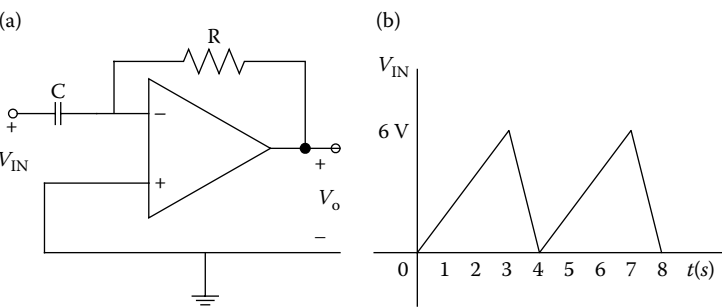 (a)
R
C
−
+
V_IN
+
+
V_o
−
(b)
V_IN
6 V
0 1 2 3 4 5 6 7 8 t(s)